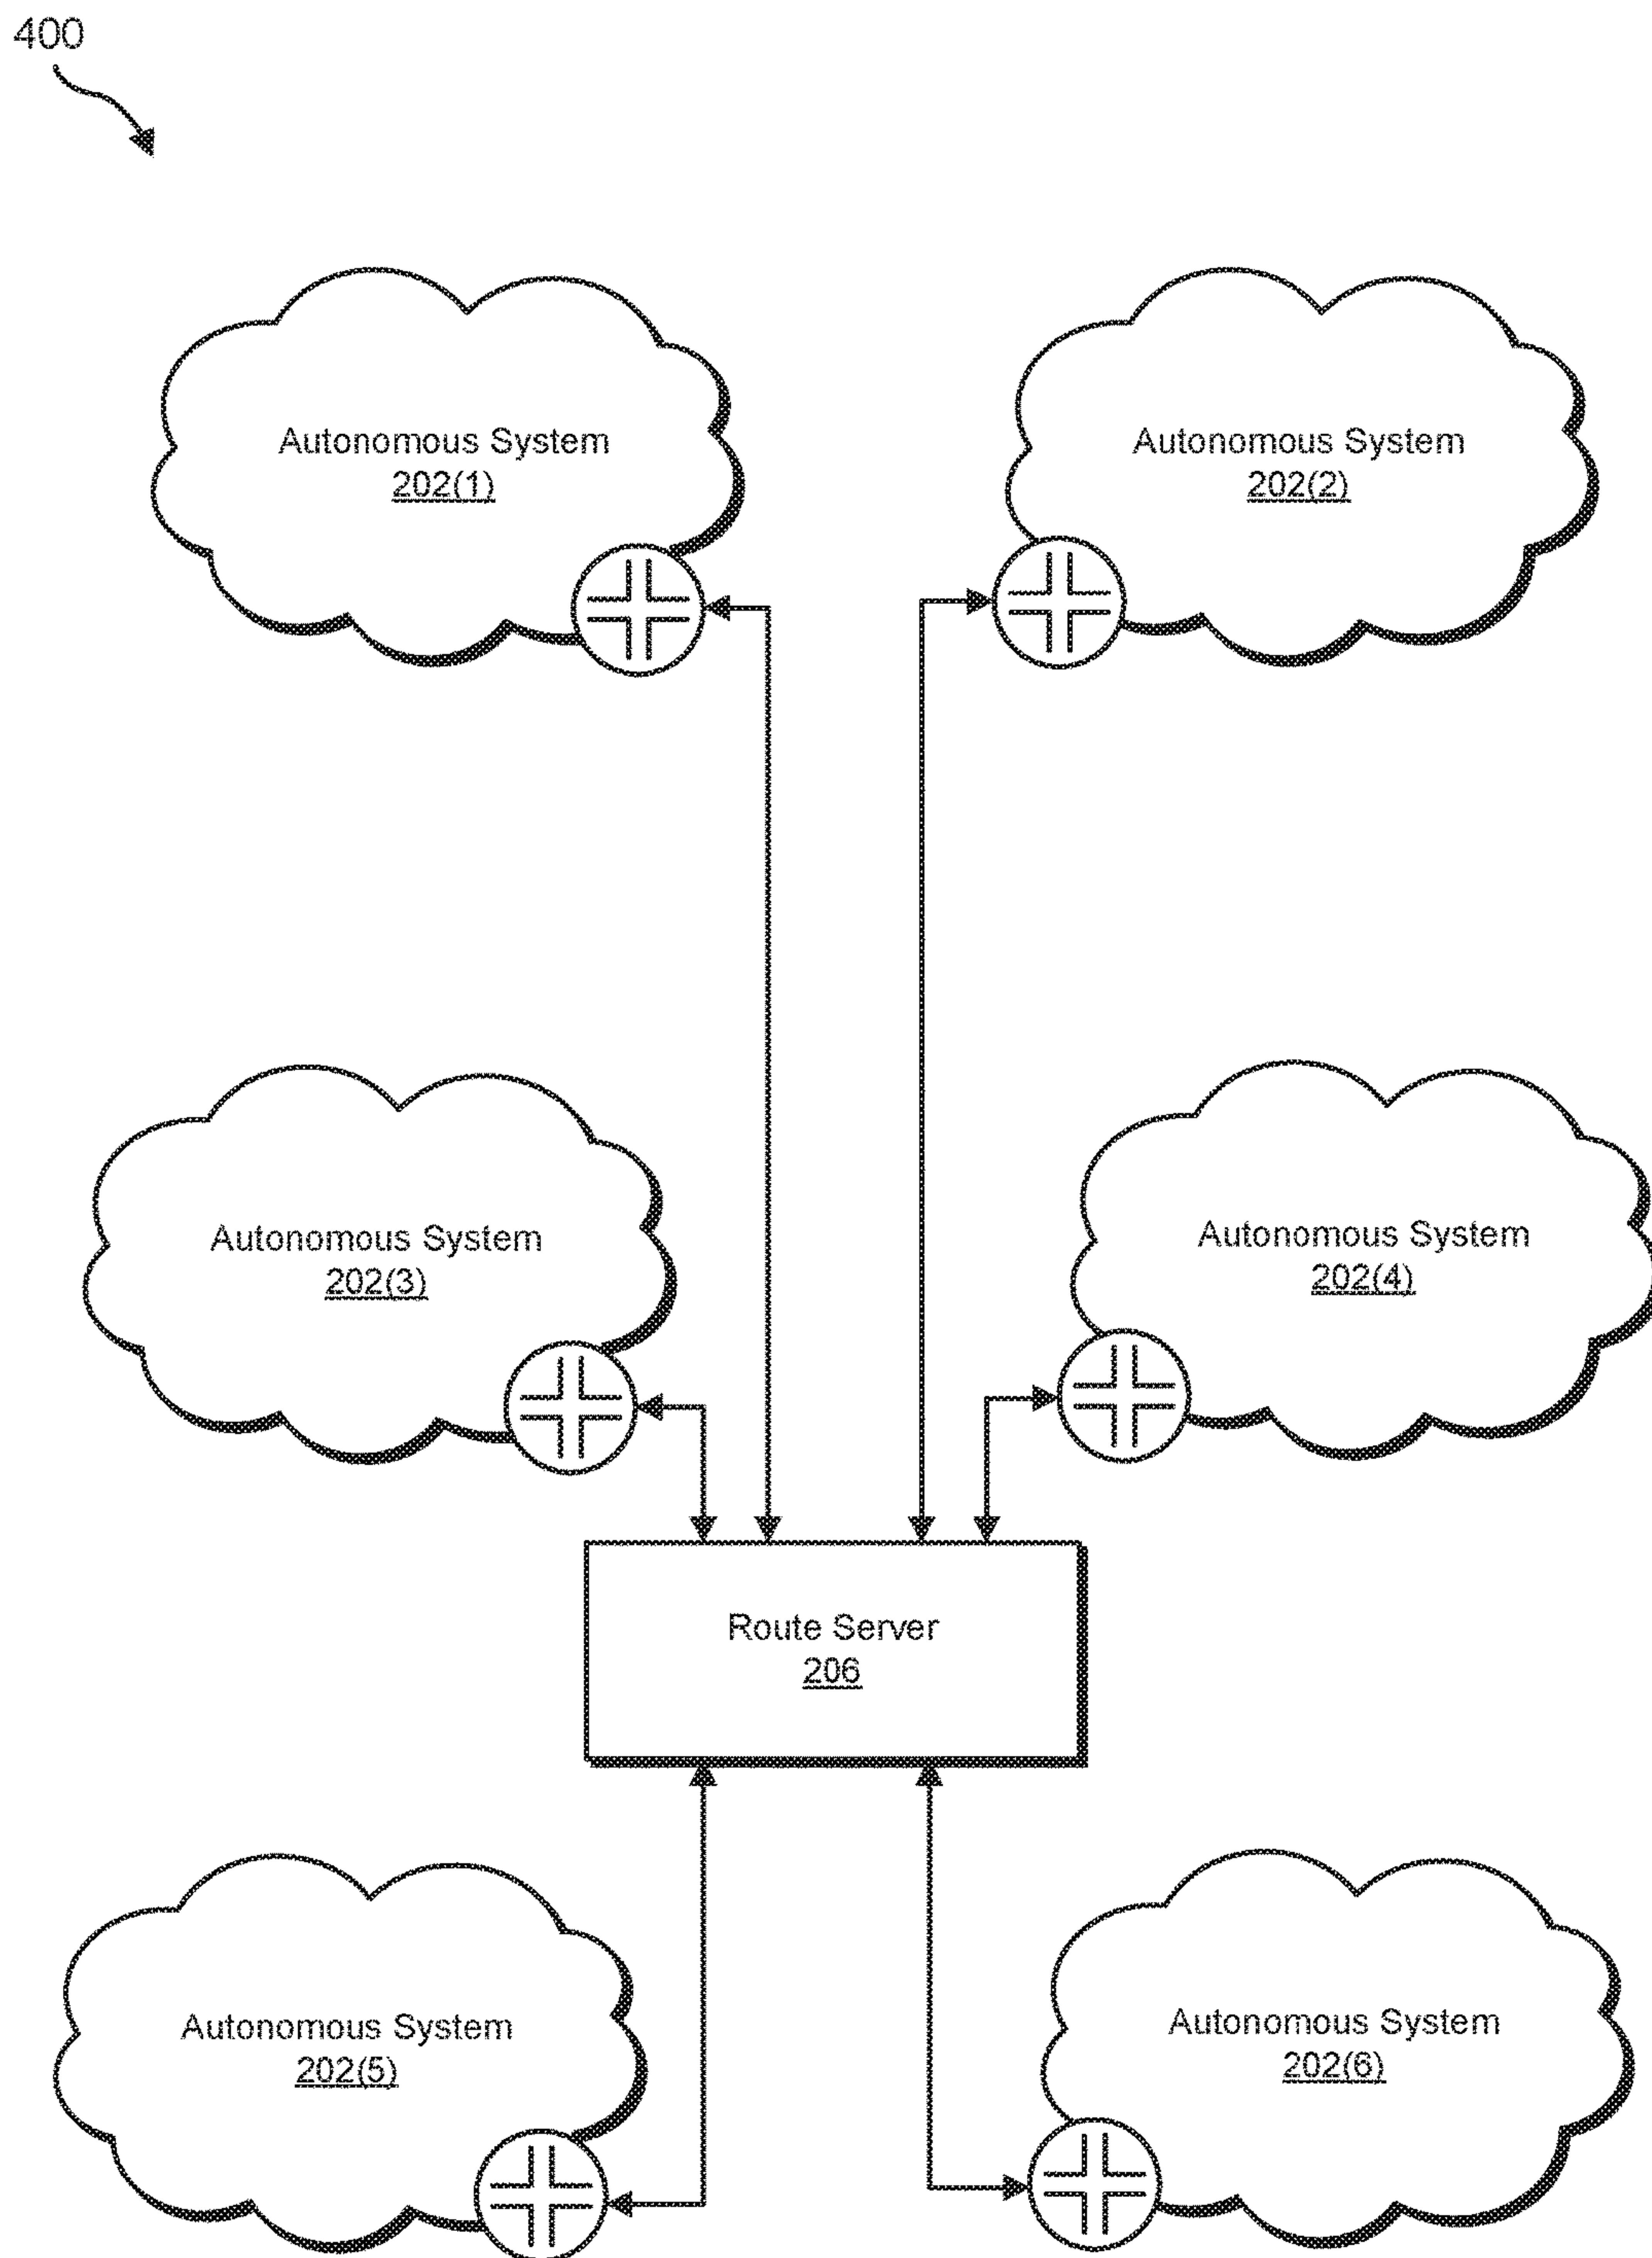 400
Autonomous System
202(1)
Autonomous System
202(2)
Autonomous System
202(3)
Autonomous System
202(4)
Route Server
206
Autonomous System
202(5)
Autonomous System
202(6)